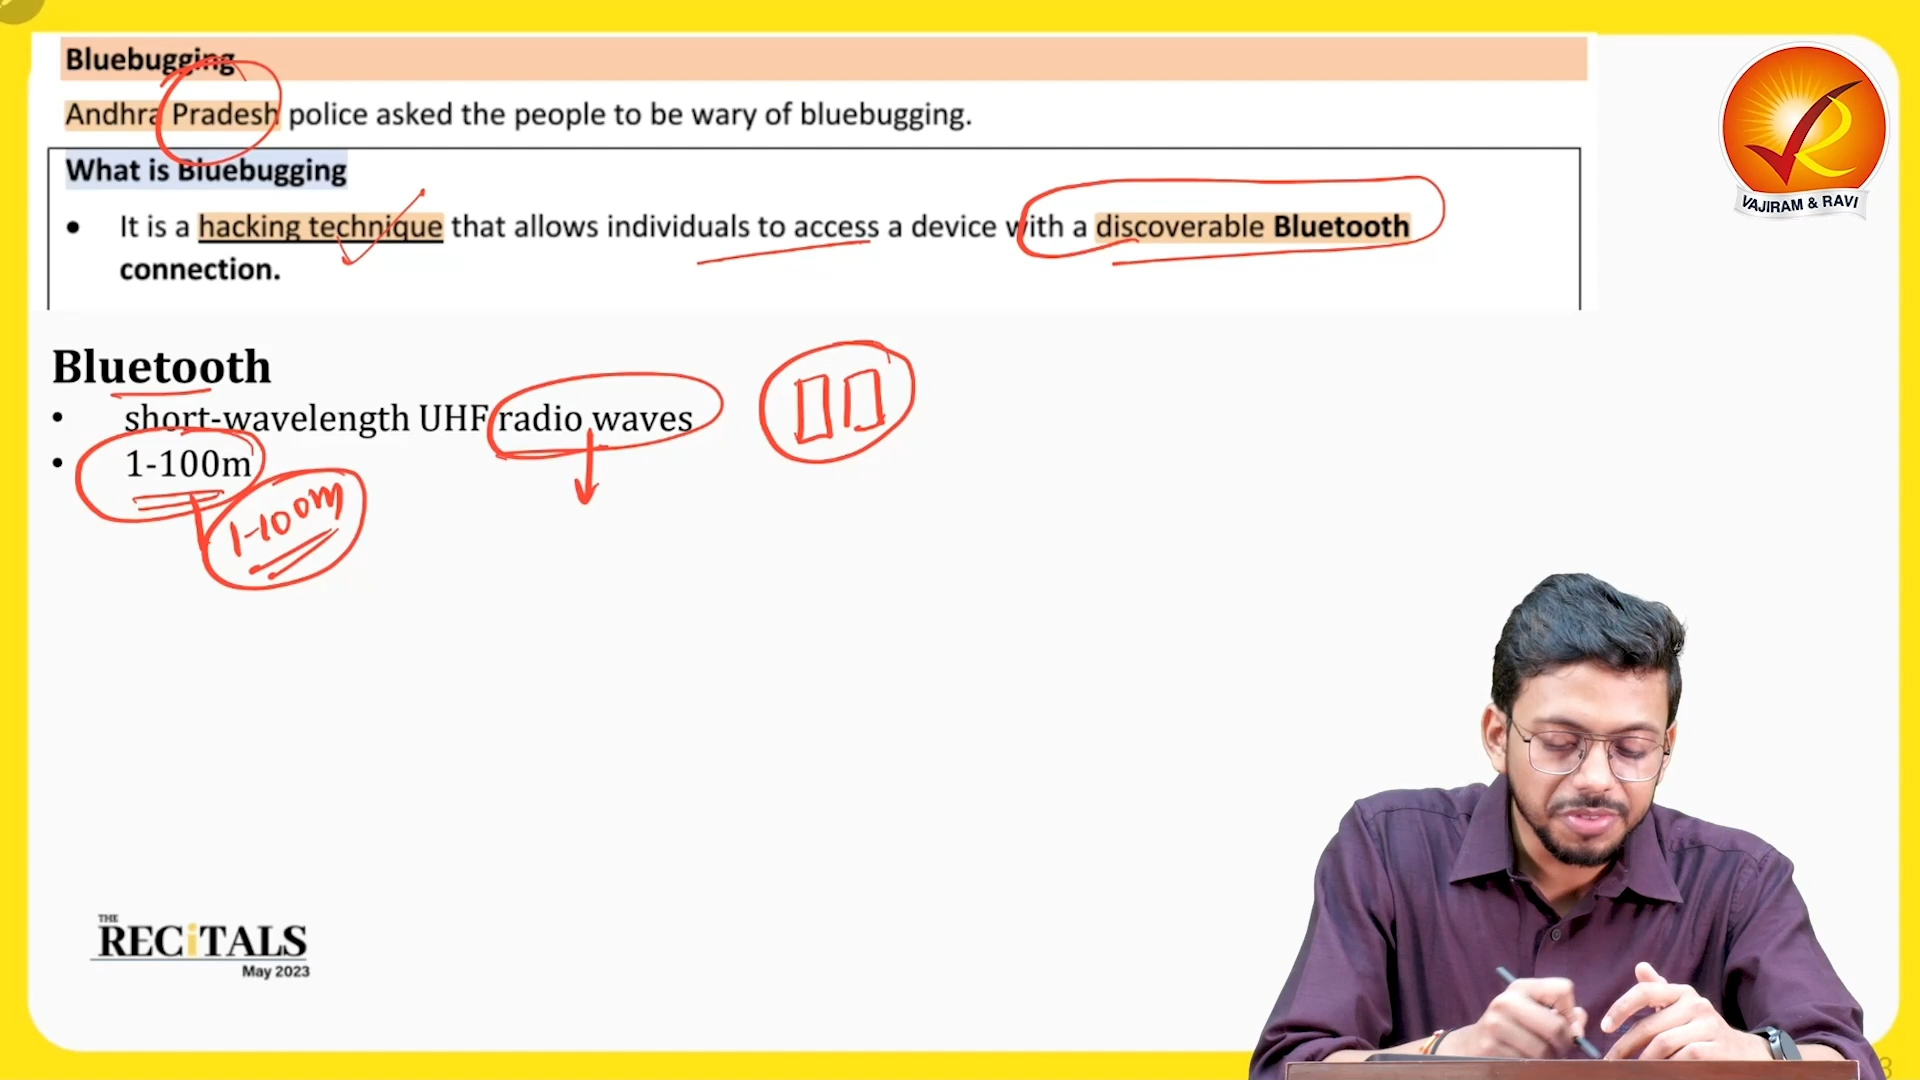 Bluebugging
Andhra Pradesh police asked the people to be wary of bluebugging.
What is Bluebugging
• It is a hacking technique that allows individuals to access a device with a discoverable Bluetooth
connection.
VAJIRAM & RAVI
Bluetooth
• short-wavelength UHF radio waves
• 1-100m
1-100m
THE
RECiTALS
May 2023
3